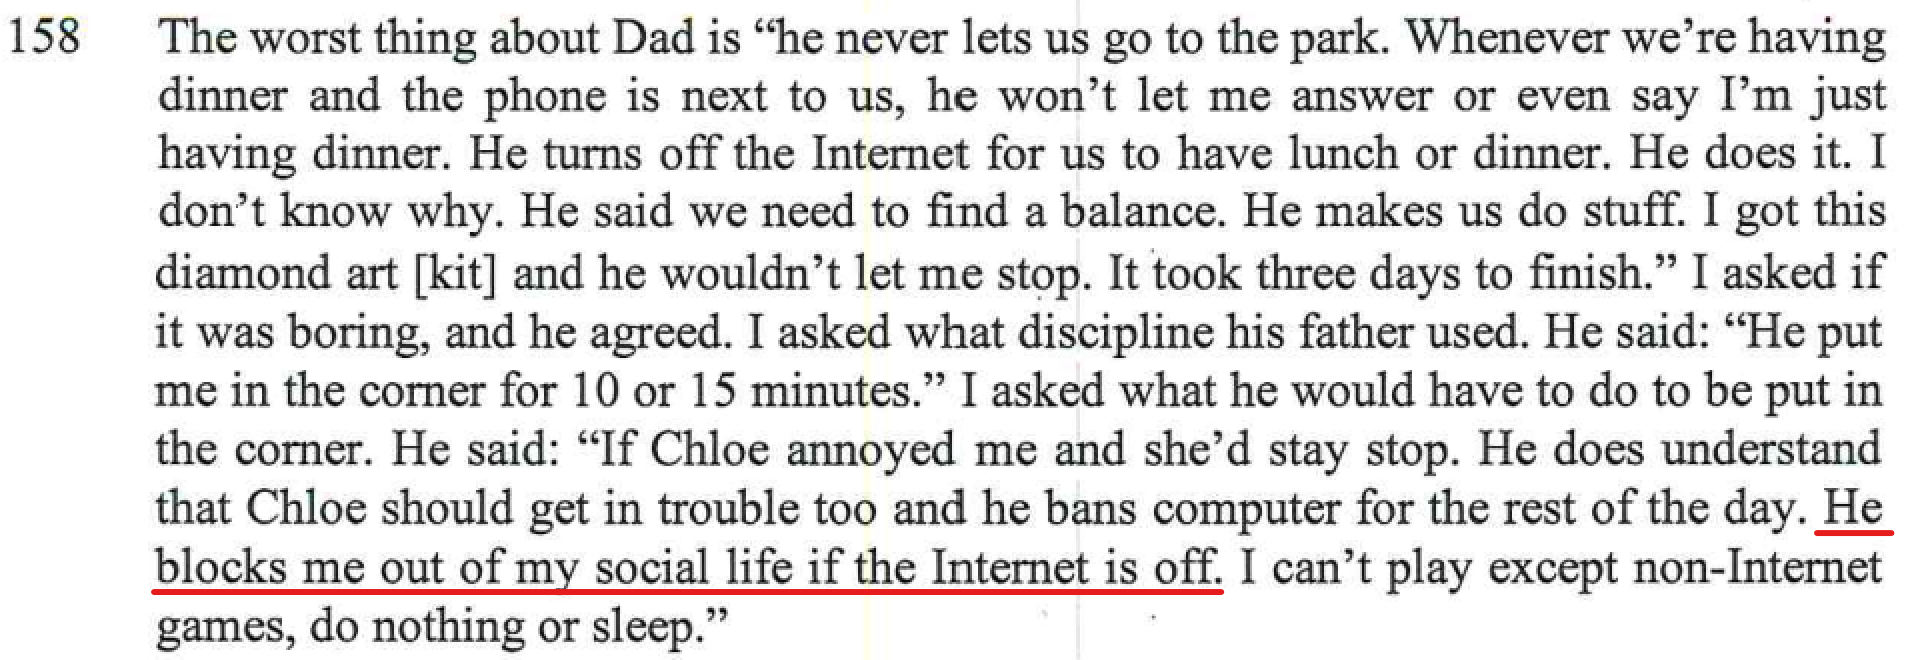 158 The worst thing about Dad is “he never lets us go to the park. Whenever we’re having
dinner and the phone is next to us, he won’t let me answer or even say I’m just
having dinner. He turns off the Internet for us to have lunch or dinner. He does it. I
don’t know why. He said we need to find a balance. He makes us do stuff. I got this
diamond art [kit] and he wouldn’t let me stop. It took three days to finish.” I asked if
it was boring, and he agreed. I asked what discipline his father used. He said: “He put
me in the corner for 10 or 15 minutes.” I asked what he would have to do to be put in
the corner. He said: “If Chloe annoyed me and she’d stay stop. He does understand
that Chloe should get in trouble too and he bans computer for the rest of the day. He
blocks me out of my social life if the Internet is off. I can’t play except non-Internet
games, do nothing or sleep.”